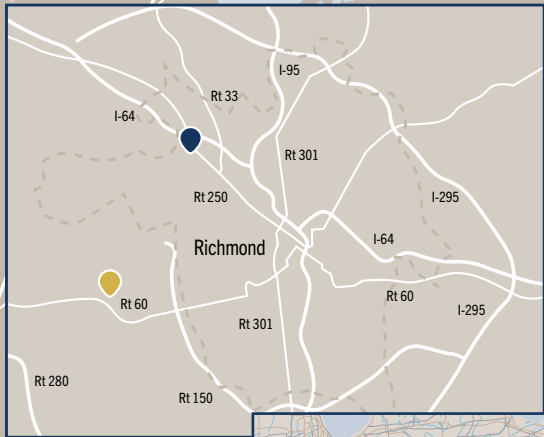 I-95
Rt 33
I-64
Rt 301
Rt 250
I-295
Richmond
I-64
Rt 60
Rt 60
I-295
Rt 301
Rt 280
Rt 150